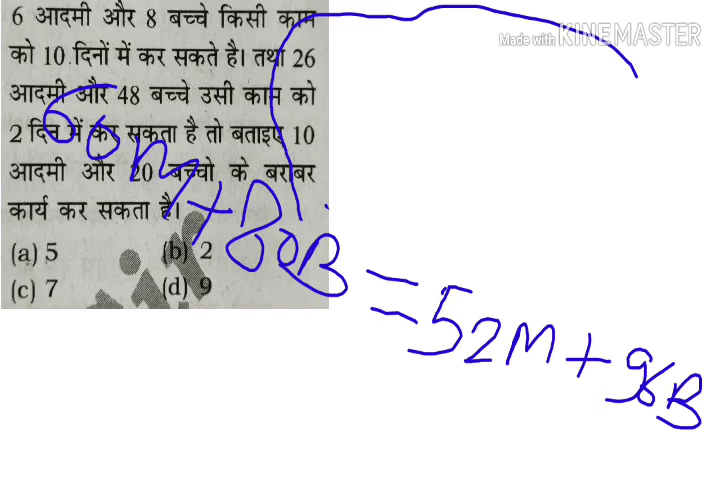 6 आदमी और 8 बच्चे किसी काम
को 10 दिनों में कर सकते है। तथा 26
आदमी और 48 बच्चे उसी काम को
2 दिन में कर सकता है तो बताइए 10
आदमी और 20 बच्चो के बराबर
कार्य कर सकता है।
(a) 5 (b) 2
(c) 7 (d) 9
60M+80B
=52M+96B
Made with KINEMASTER